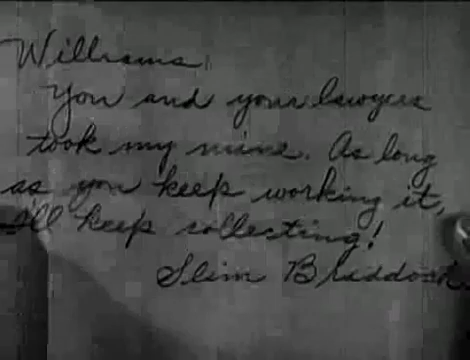 Williams,
You and your lawyers
took my mine. As long
as you keep working it,
I'll keep collecting!
Slim Braddock